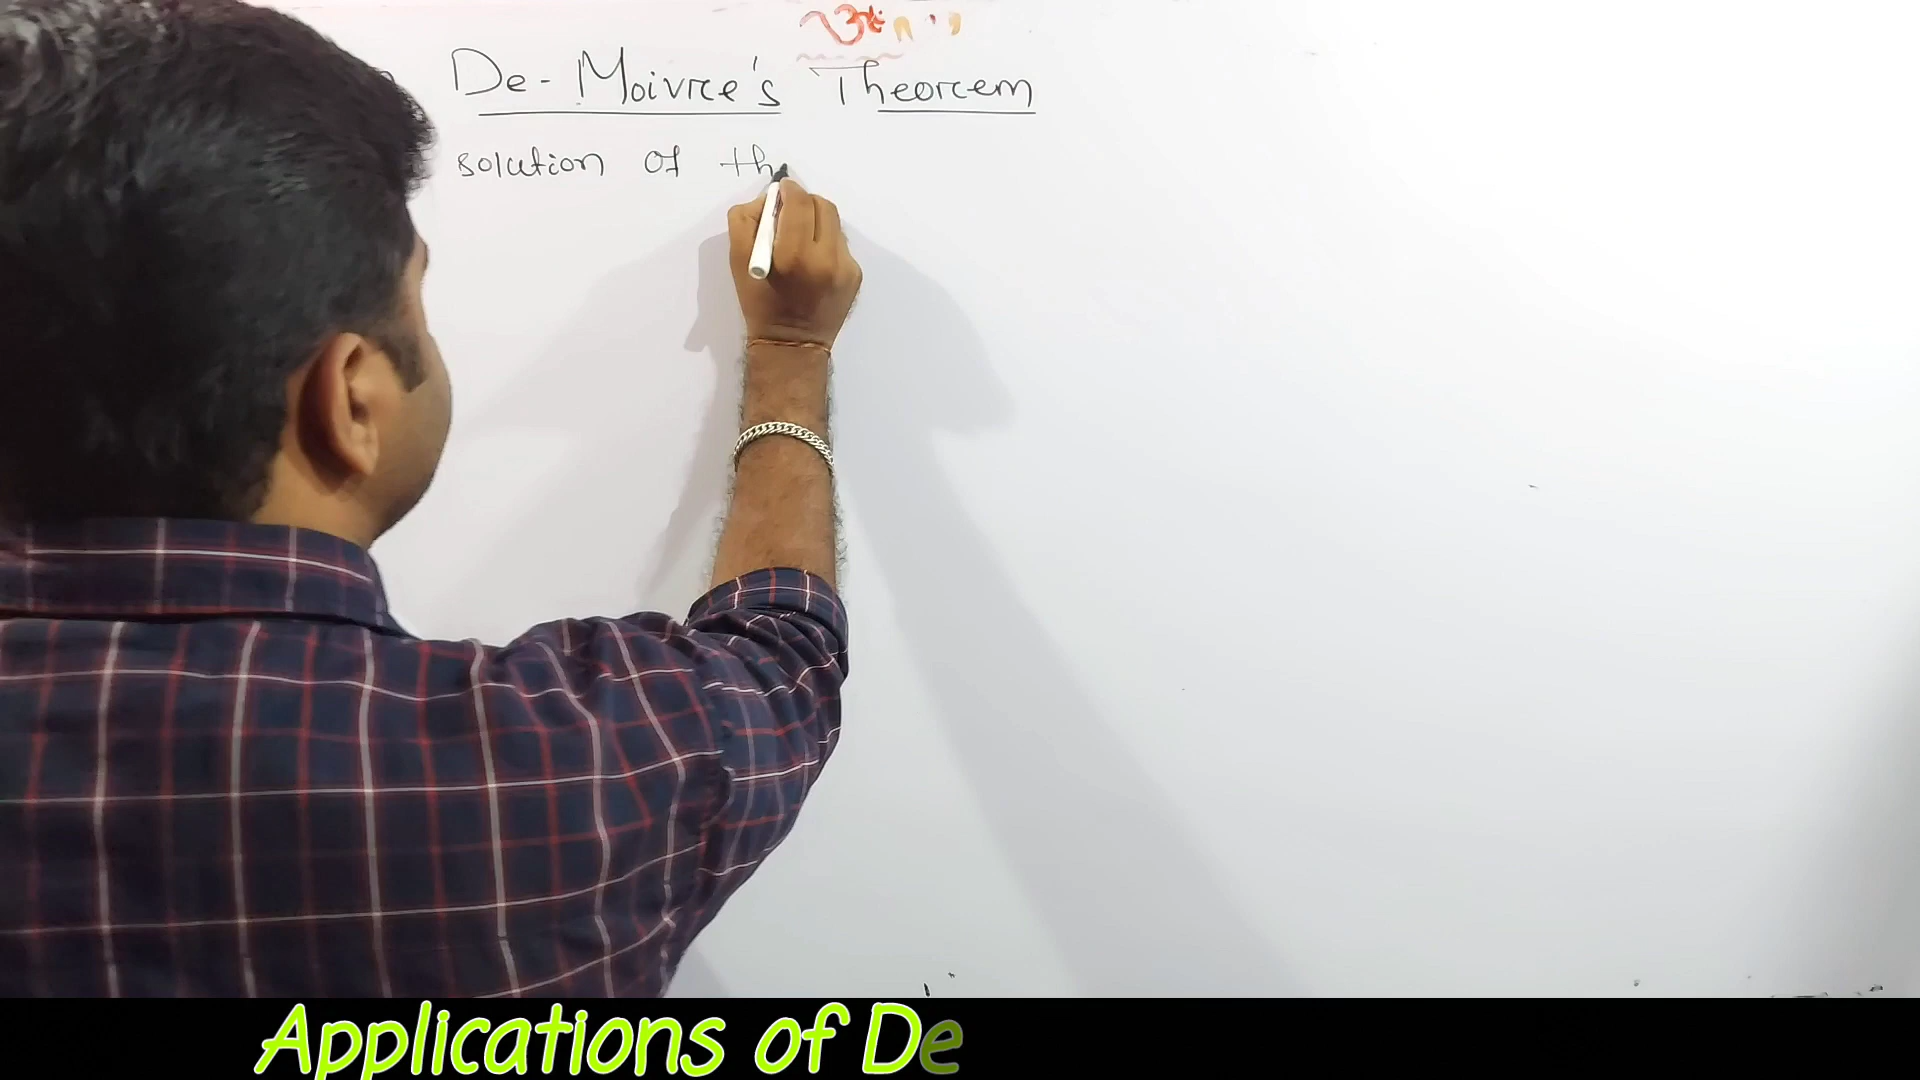 De-Moivre's Theorem
solution of th
Applications of De